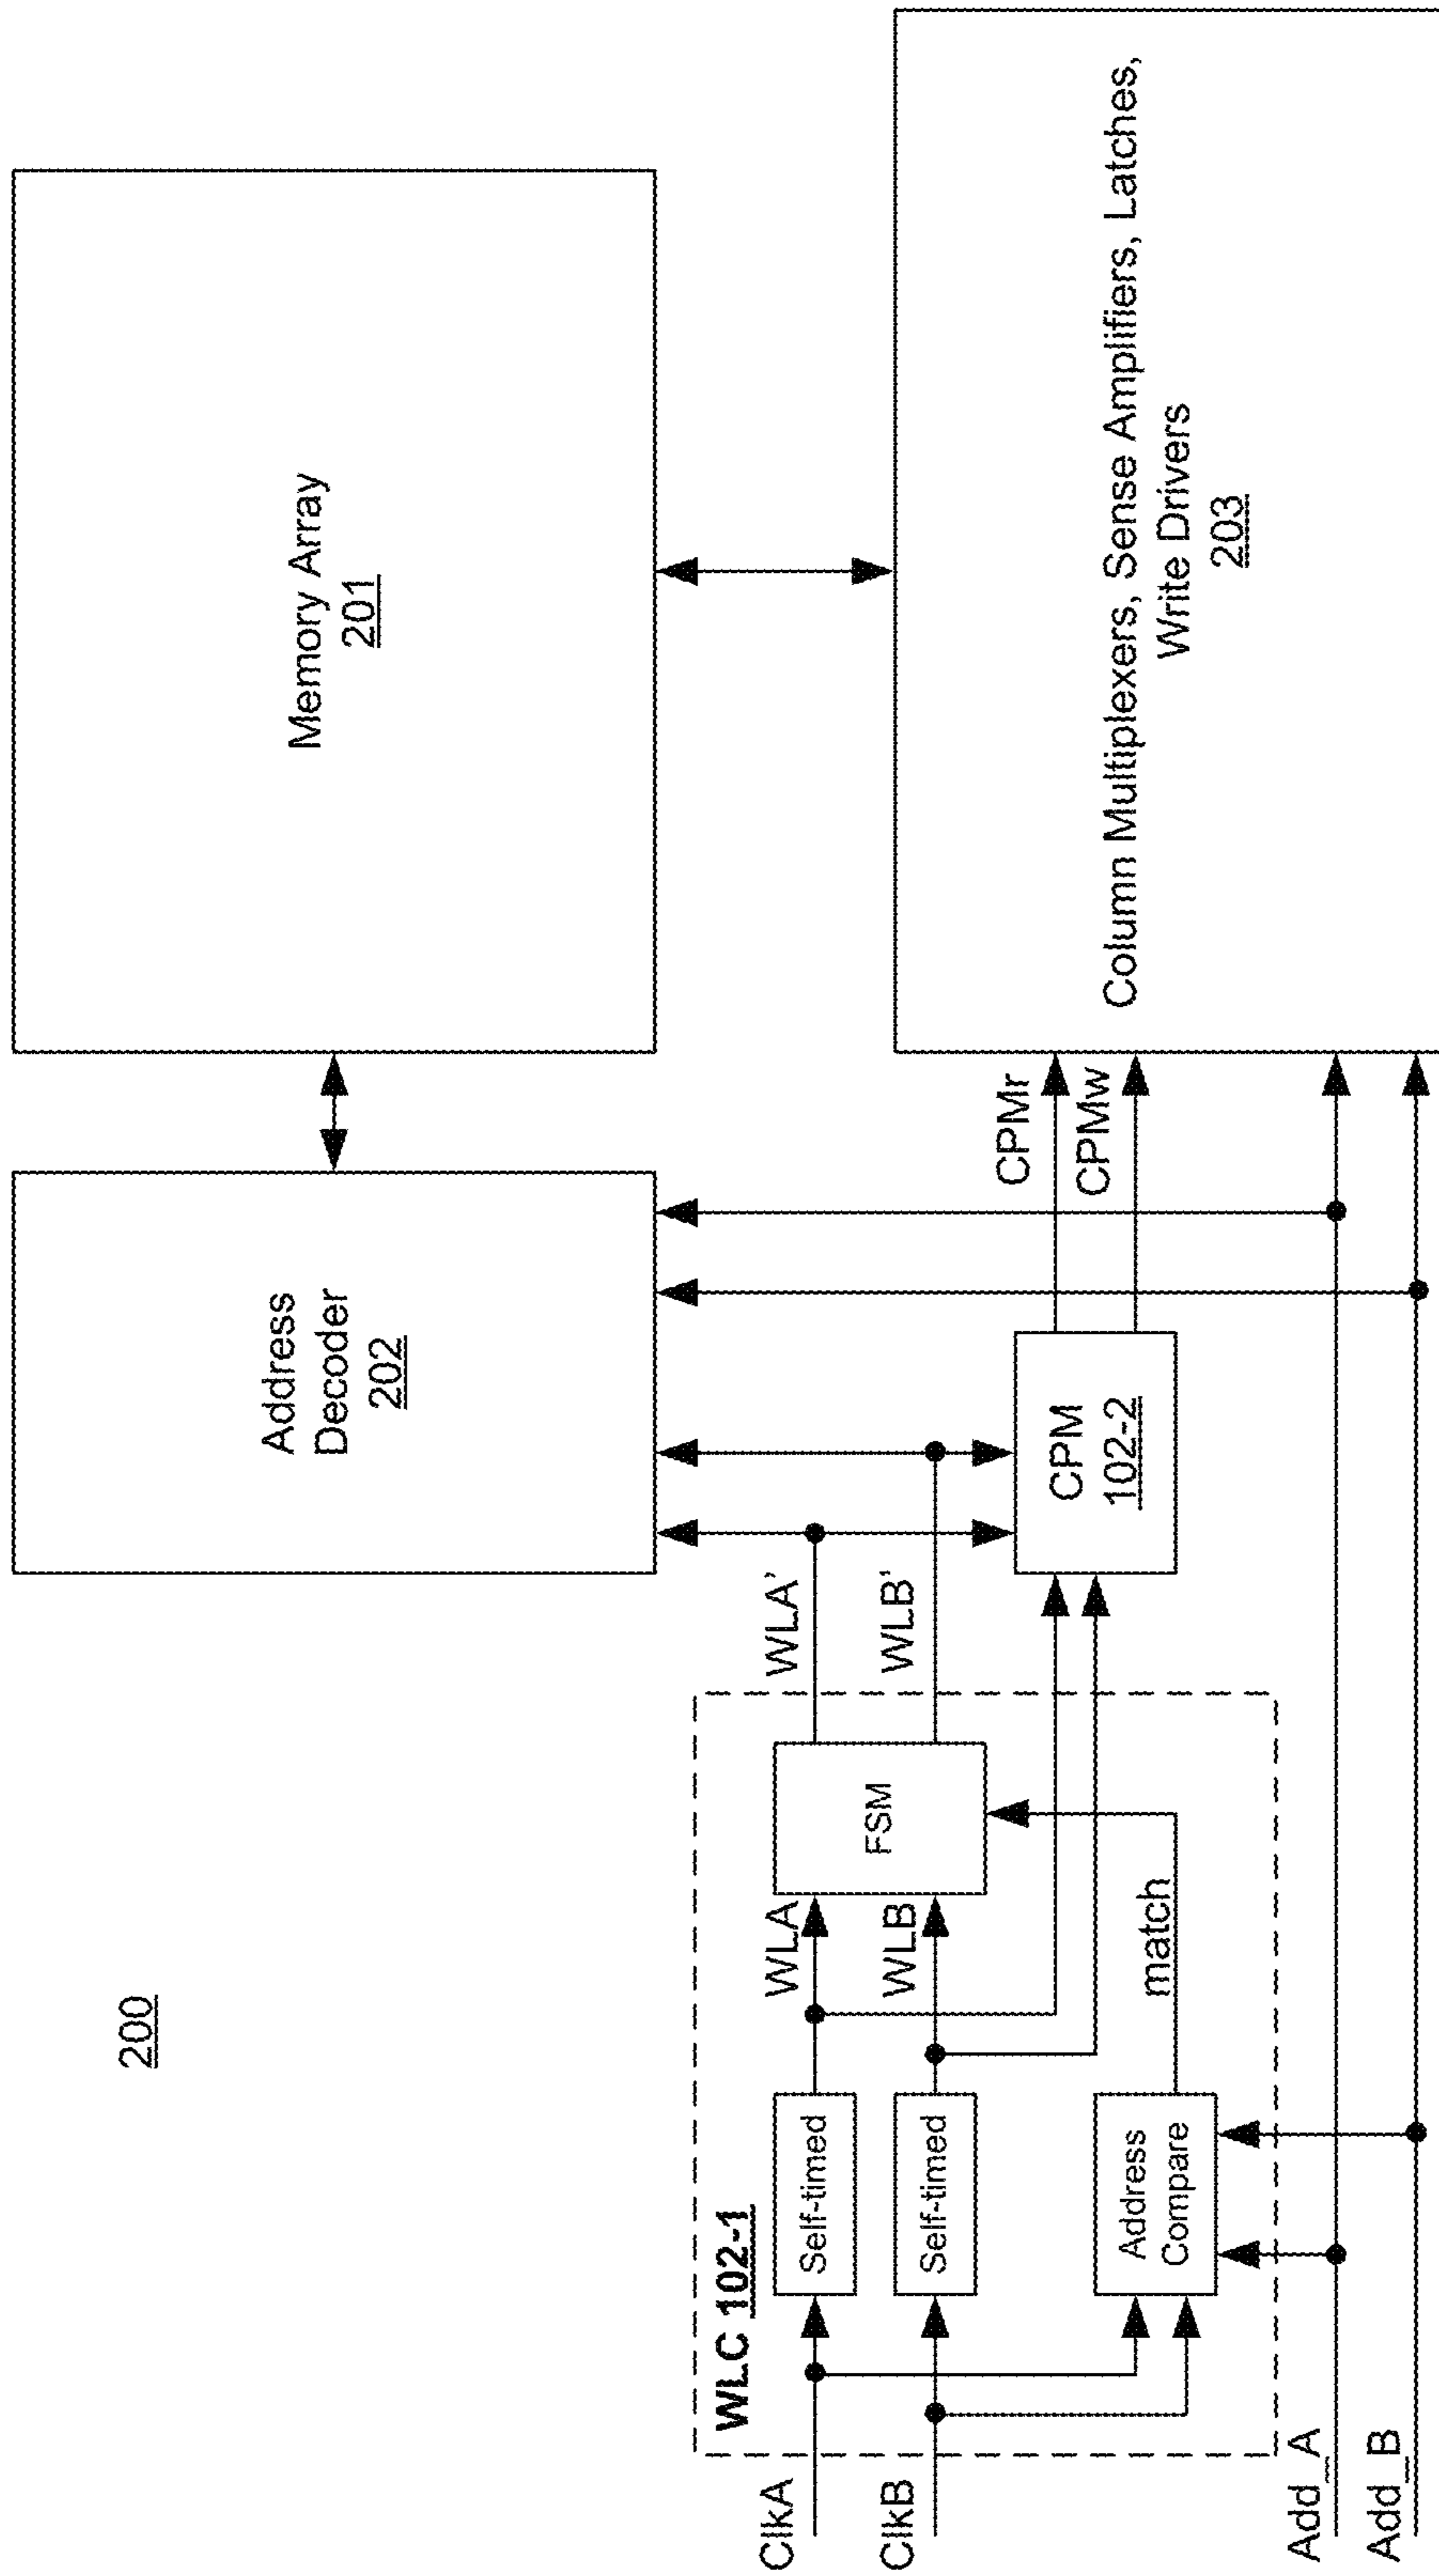 200
Memory Array
201
Address
Decoder
202
Column Multiplexers, Sense Amplifiers, Latches,
Write Drivers
203
WLC 102-1
ClkA
ClkB
Self-timed
Self-timed
Address
Compare
WLA
WLB
match
FSM
WLA'
WLB'
CPM
102-2
CPMr
CPMw
Add_A
Add_B